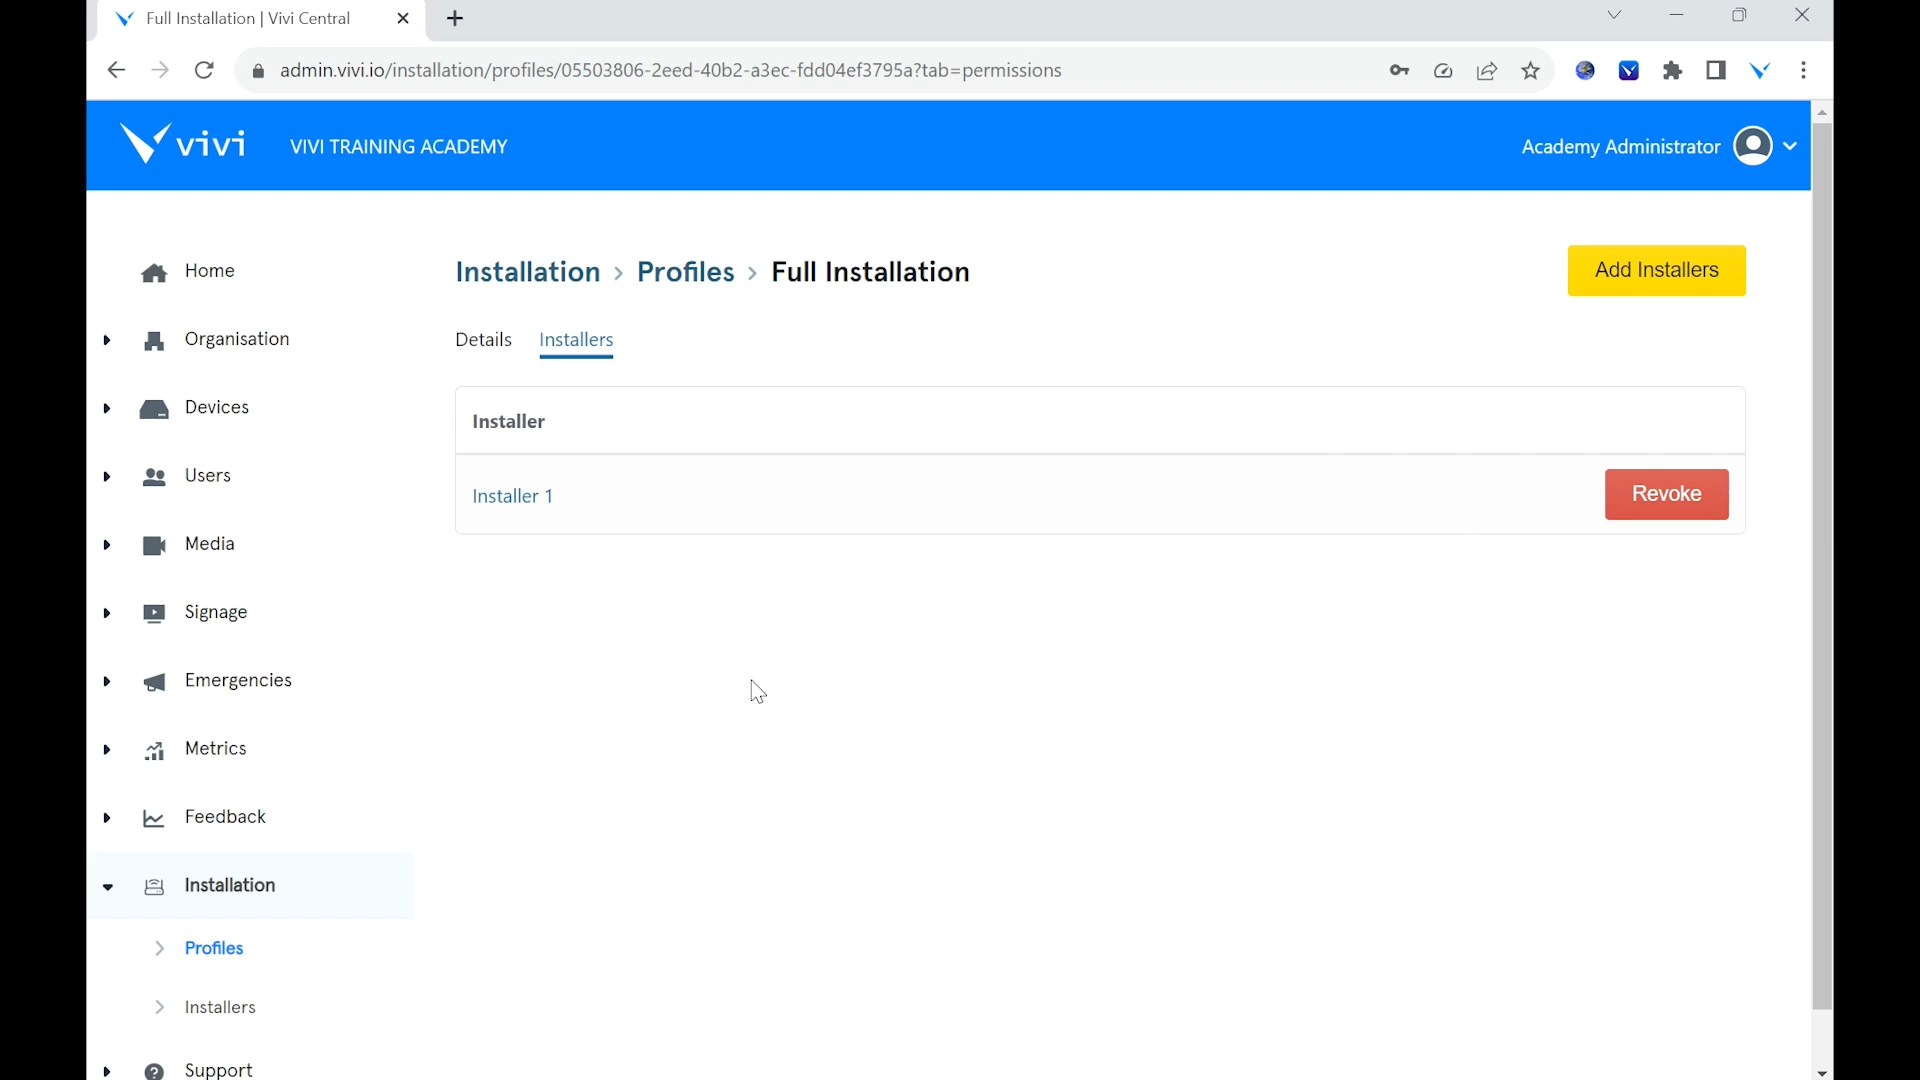 Full Installation | Vivi Central
admin.vivi.io/installation/profiles/05503806-2eed-40b2-a3ec-fdd04ef3795a?tab=permissions
vivi
VIVI TRAINING ACADEMY
Academy Administrator
Home
Organisation
Devices
Users
Media
Signage
Emergencies
Metrics
Feedback
Installation
Profiles
Installers
Support
Installation > Profiles > Full Installation
Add Installers
Details Installers
Installer
Installer 1
Revoke